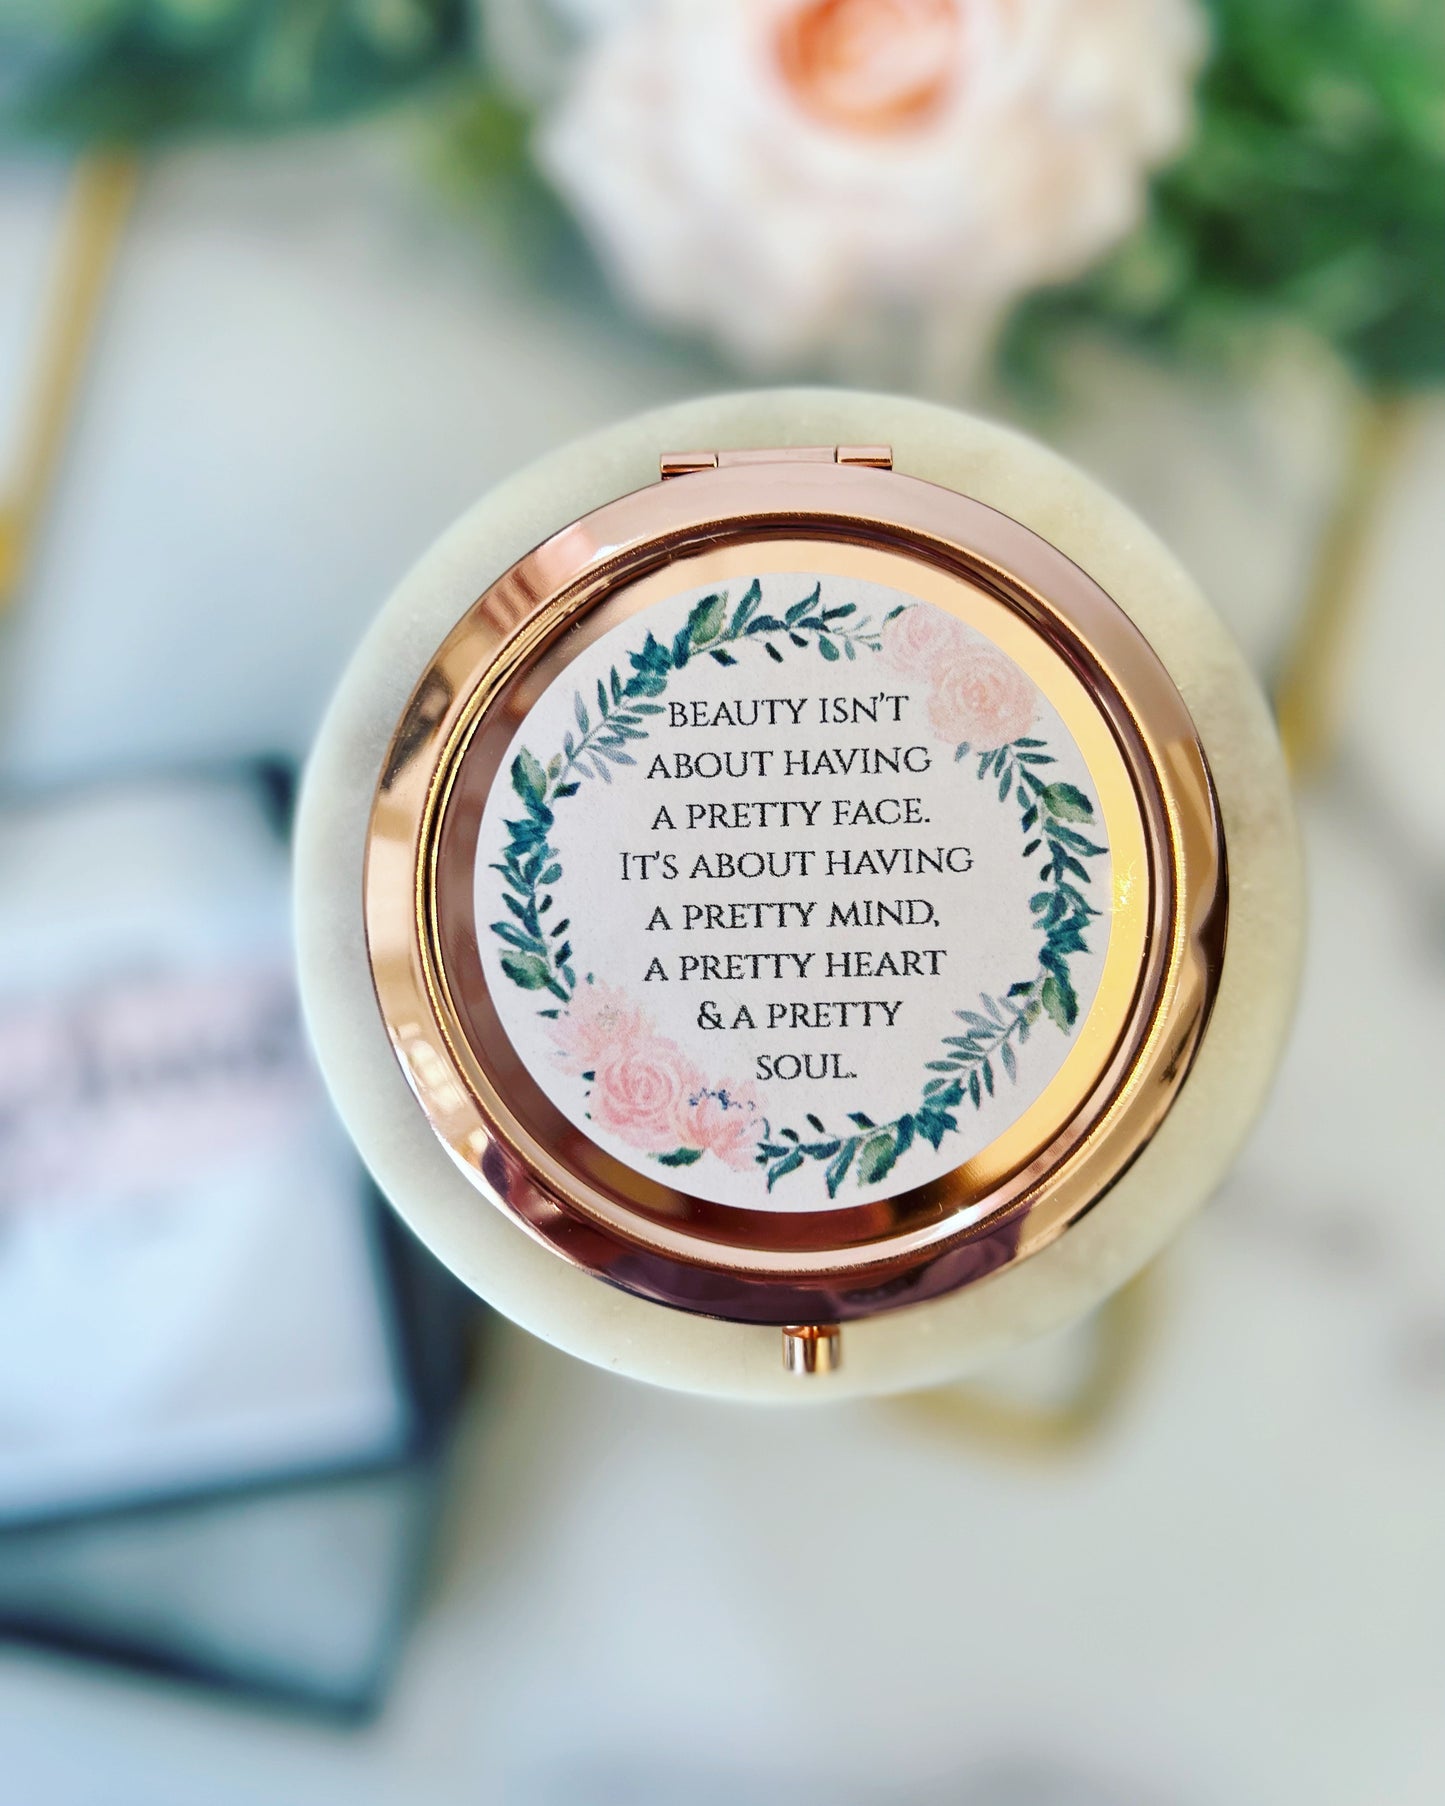 BEAUTY ISN'T
ABOUT HAVING
A PRETTY FACE.
IT'S ABOUT HAVING
A PRETTY MIND,
A PRETTY HEART
& A PRETTY
SOUL.